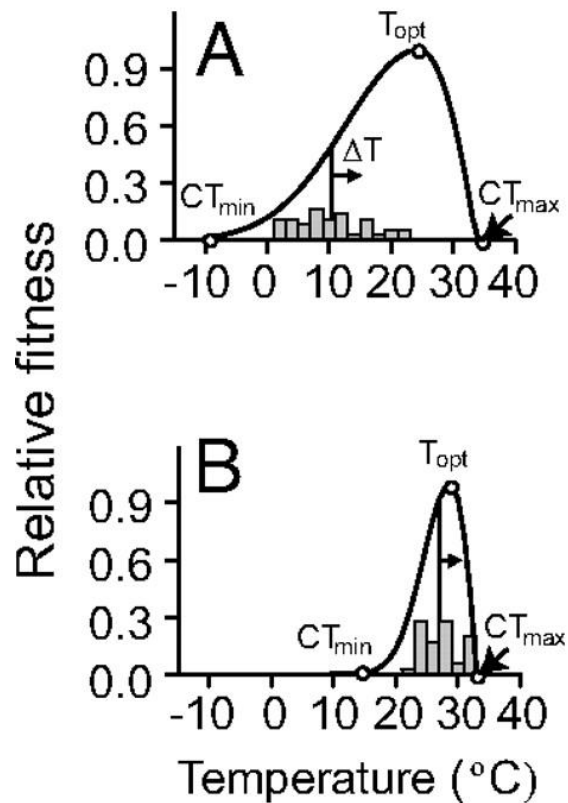 Relative fitness
A
T_opt
0.9
0.6
ΔT
0.3
CT_min
CT_max
0.0
-10 0 10 20 30 40
B
T_opt
0.9
0.6
0.3
CT_min
CT_max
0.0
-10 0 10 20 30 40
Temperature (°C)